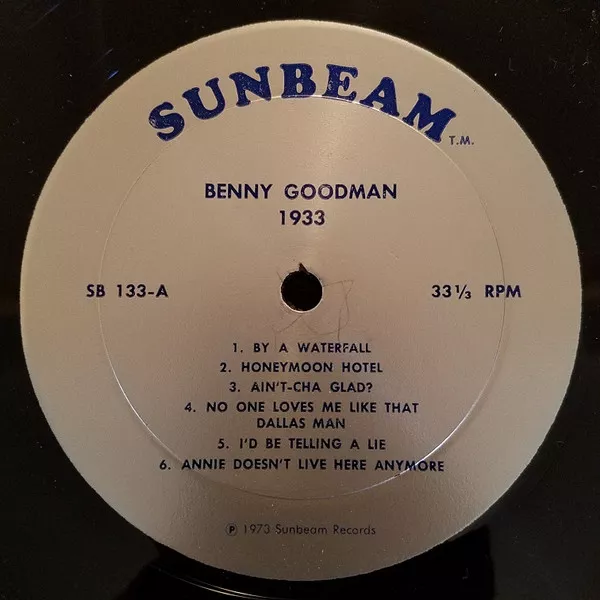 SUNBEAM T.M.
BENNY GOODMAN
1933
SB 133-A
33 1/3 RPM
1. BY A WATERFALL
2. HONEYMOON HOTEL
3. AIN'T-CHA GLAD?
4. NO ONE LOVES ME LIKE THAT
DALLAS MAN
5. I'D BE TELLING A LIE
6. ANNIE DOESN'T LIVE HERE ANYMORE
℗ 1973 Sunbeam Records